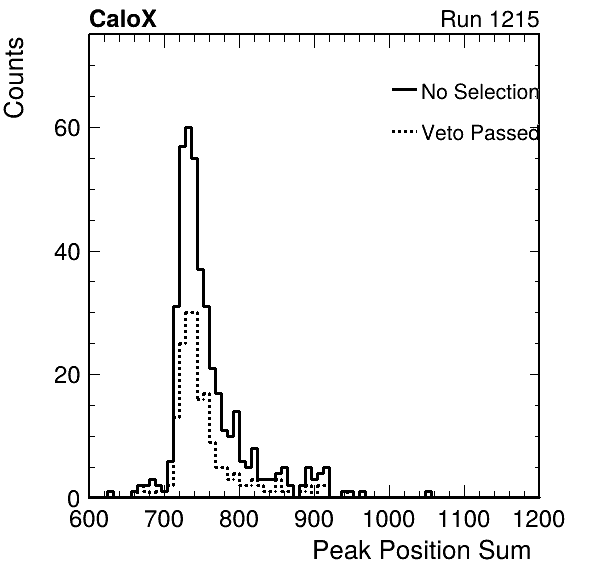 CaloX Run 1215
Counts
No Selection
Veto Passed
60
40
20
0
600 700 800 900 1000 1100 1200
Peak Position Sum